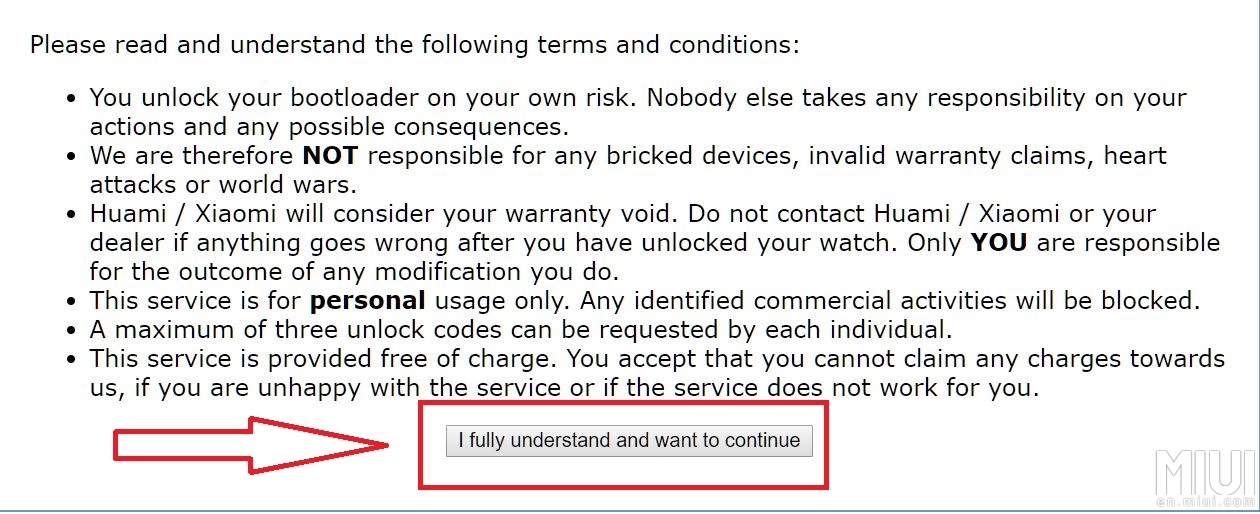 Please read and understand the following terms and conditions:
• You unlock your bootloader on your own risk. Nobody else takes any responsibility on your
actions and any possible consequences.
• We are therefore NOT responsible for any bricked devices, invalid warranty claims, heart
attacks or world wars.
• Huami / Xiaomi will consider your warranty void. Do not contact Huami / Xiaomi or your
dealer if anything goes wrong after you have unlocked your watch. Only YOU are responsible
for the outcome of any modification you do.
• This service is for personal usage only. Any identified commercial activities will be blocked.
• A maximum of three unlock codes can be requested by each individual.
• This service is provided free of charge. You accept that you cannot claim any charges towards
us, if you are unhappy with the service or if the service does not work for you.
I fully understand and want to continue
MIUI
en.miui.com